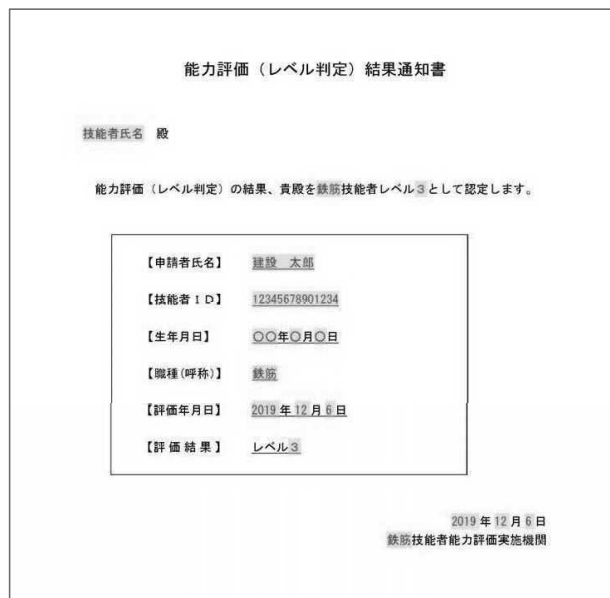 能力評価（レベル判定）結果通知書
技能者氏名　殿
能力評価（レベル判定）の結果、貴殿を鉄筋技能者レベル３として認定します。
【申請者氏名】　建設　太郎
【技能者ＩＤ】　12345678901234
【生年月日】　〇〇年〇月〇日
【職種(呼称)】　鉄筋
【評価年月日】　2019 年 12 月 6 日
【評価結果】　レベル３
2019 年 12 月 6 日
鉄筋技能者能力評価実施機関